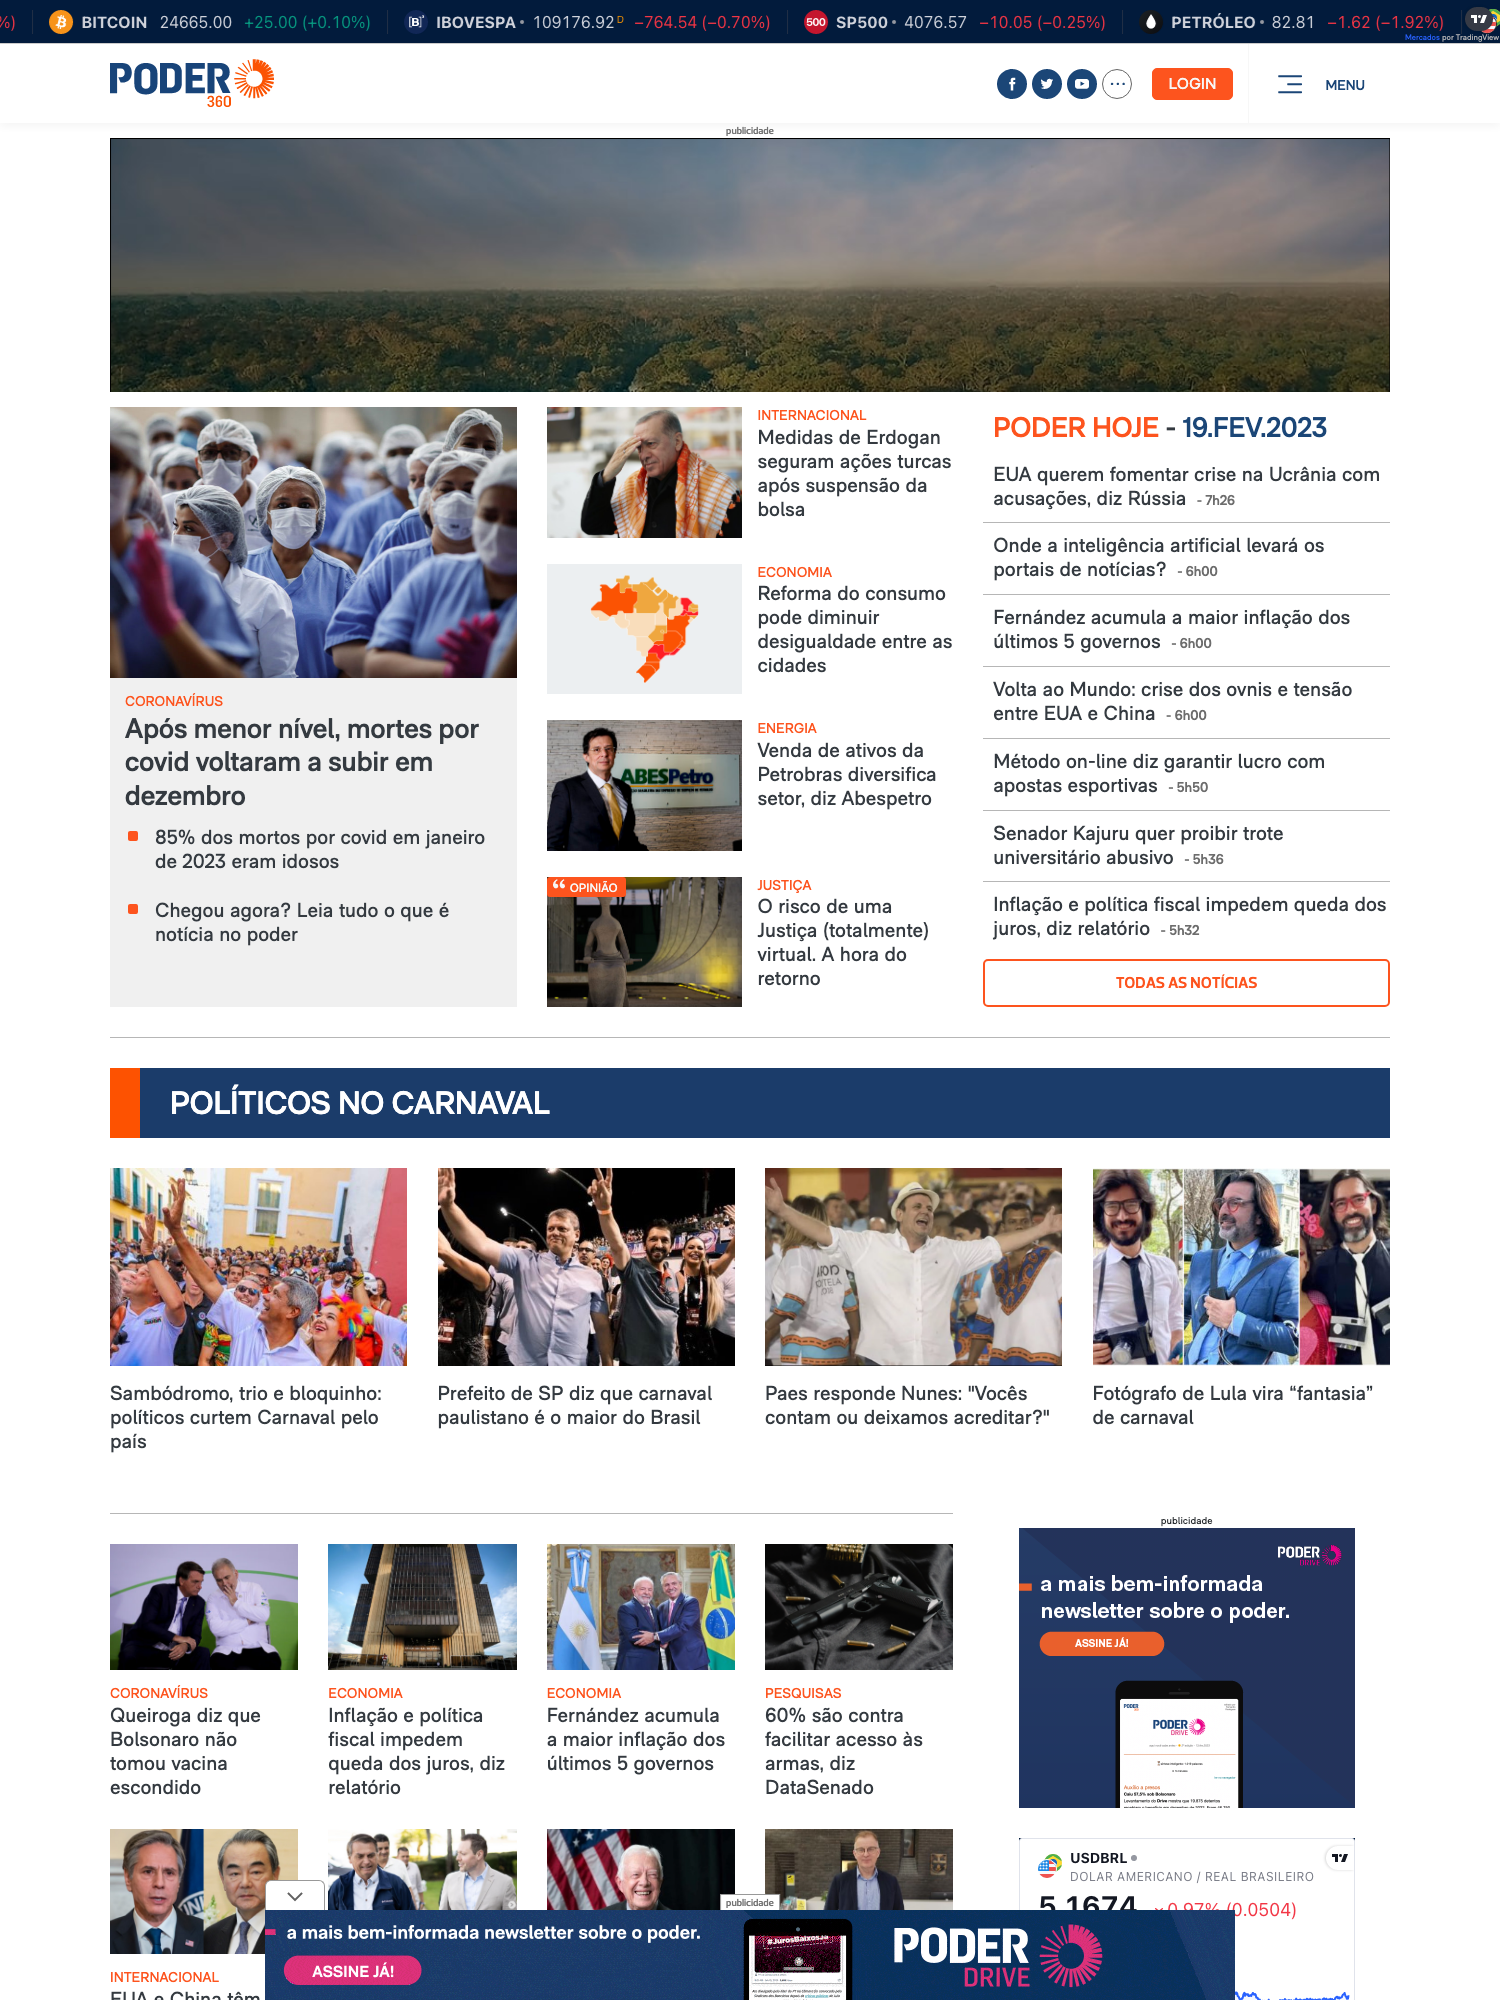 %)
BITCOIN 24665.00 +25.00 (+0.10%)
IBOVESPA 109176.92 D −764.54 (−0.70%)
500 SP500 4076.57 −10.05 (−0.25%)
PETRÓLEO 82.81 −1.62 (−1.92%)
Mercados por TradingView
PODER
360
LOGIN
MENU
publicidade
CORONAVÍRUS
Após menor nível, mortes por
covid voltaram a subir em
dezembro
85% dos mortos por covid em janeiro
de 2023 eram idosos
Chegou agora? Leia tudo o que é
notícia no poder
INTERNACIONAL
Medidas de Erdogan
seguram ações turcas
após suspensão da
bolsa
ECONOMIA
Reforma do consumo
pode diminuir
desigualdade entre as
cidades
ABESPetro
ENERGIA
Venda de ativos da
Petrobras diversifica
setor, diz Abespetro
OPINIÃO
JUSTIÇA
O risco de uma
Justiça (totalmente)
virtual. A hora do
retorno
PODER HOJE - 19.FEV.2023
EUA querem fomentar crise na Ucrânia com
acusações, diz Rússia - 7h26
Onde a inteligência artificial levará os
portais de notícias? - 6h00
Fernández acumula a maior inflação dos
últimos 5 governos - 6h00
Volta ao Mundo: crise dos ovnis e tensão
entre EUA e China - 6h00
Método on-line diz garantir lucro com
apostas esportivas - 5h50
Senador Kajuru quer proibir trote
universitário abusivo - 5h36
Inflação e política fiscal impedem queda dos
juros, diz relatório - 5h32
TODAS AS NOTÍCIAS
POLÍTICOS NO CARNAVAL
Sambódromo, trio e bloquinho:
políticos curtem Carnaval pelo
país
Prefeito de SP diz que carnaval
paulistano é o maior do Brasil
Paes responde Nunes: "Vocês
contam ou deixamos acreditar?"
Fotógrafo de Lula vira “fantasia”
de carnaval
CORONAVÍRUS
Queiroga diz que
Bolsonaro não
tomou vacina
escondido
ECONOMIA
Inflação e política
fiscal impedem
queda dos juros, diz
relatório
ECONOMIA
Fernández acumula
a maior inflação dos
últimos 5 governos
PESQUISAS
60% são contra
facilitar acesso às
armas, diz
DataSenado
publicidade
PODER
DRIVE
a mais bem-informada
newsletter sobre o poder.
ASSINE JÁ!
PODER
DRIVE
Auxílio a presos
Caiu 57,5% sob Bolsonaro
USDBRL
DOLAR AMERICANO / REAL BRASILEIRO
5.1674 −0.97% (0.0504)
INTERNACIONAL
EUA e China têm
publicidade
a mais bem-informada newsletter sobre o poder.
ASSINE JÁ!
#JurosBaixosJá
PODER
DRIVE